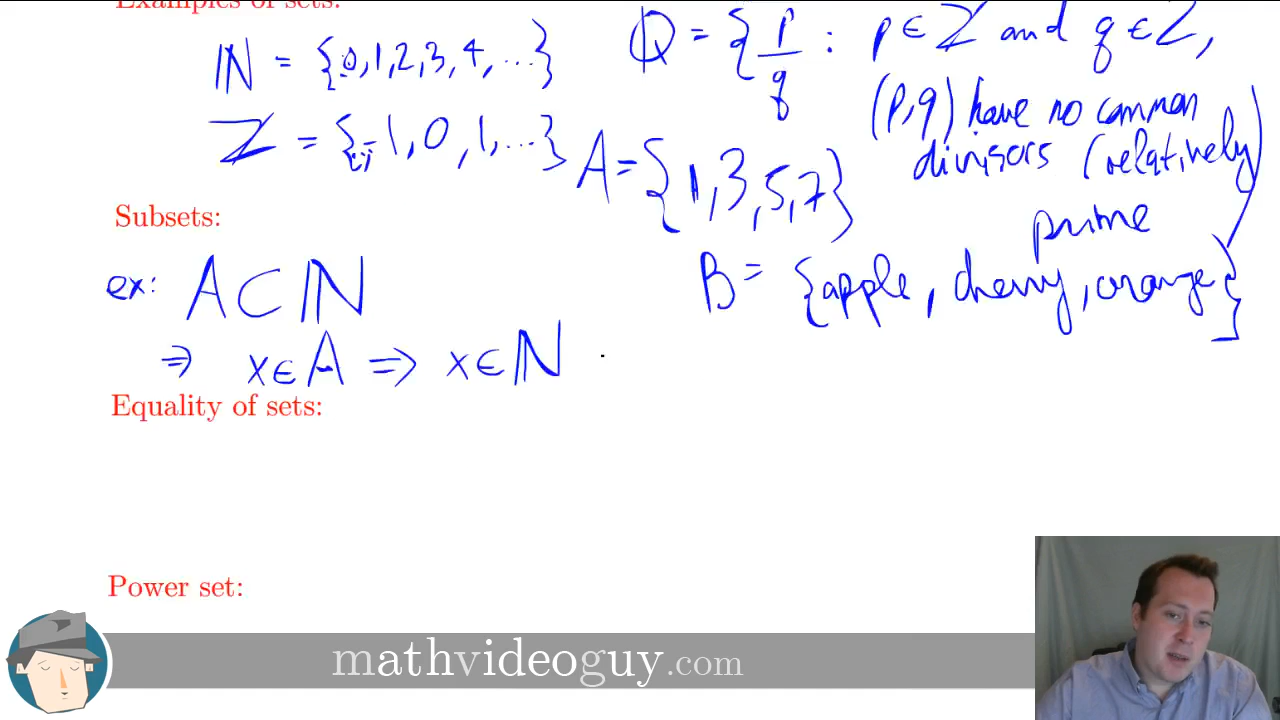 Examples of sets:
ℕ = {0,1,2,3,4,...}
ℤ = {..,-1,0,1,...}
ℚ = {p/q : p ∈ ℤ and q ∈ ℤ,
(p,q) have no common
divisors (relatively
prime
A = {1,3,5,7}
B = {apple, cherry, orange}
Subsets:
ex: A ⊂ ℕ
⇒ x ∈ A ⇒ x ∈ ℕ
Equality of sets:
Power set:
mathvideoguy.com